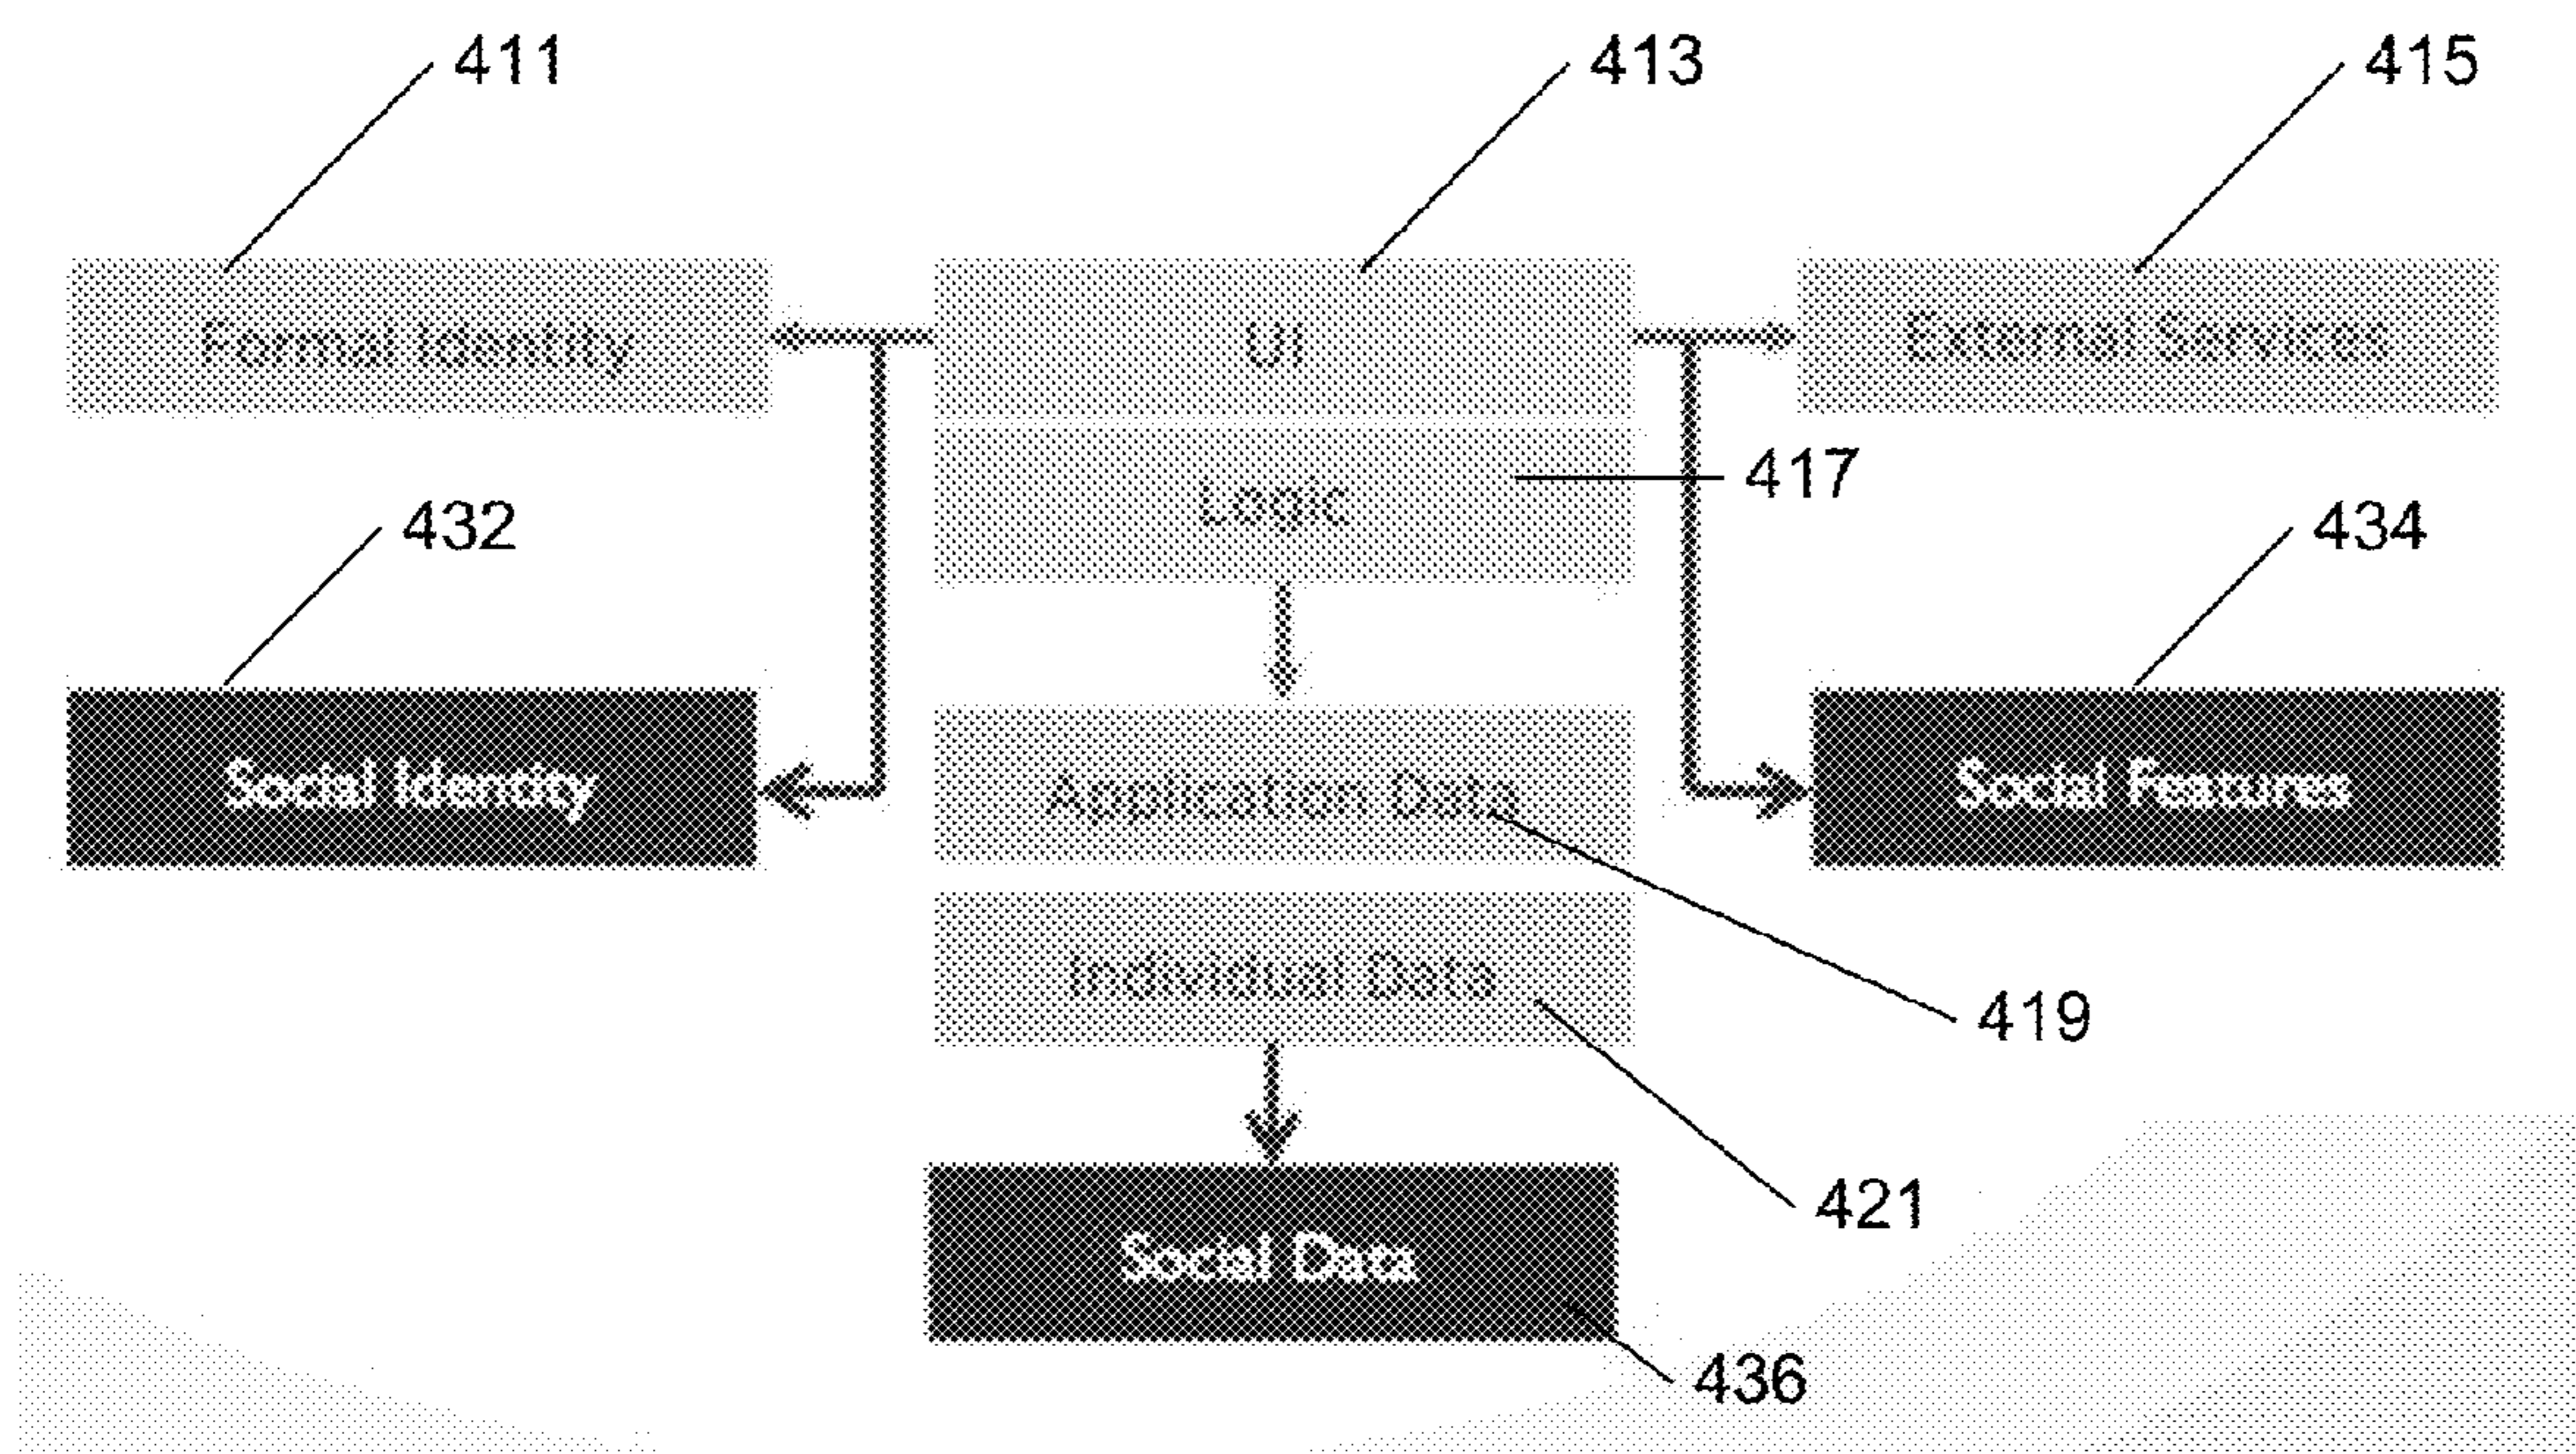 411
413
415
Formal Identity
UI
External Services
Logic
417
432
434
Social Identity
Application Data
Social Features
Individual Data
419
421
Social Data
436